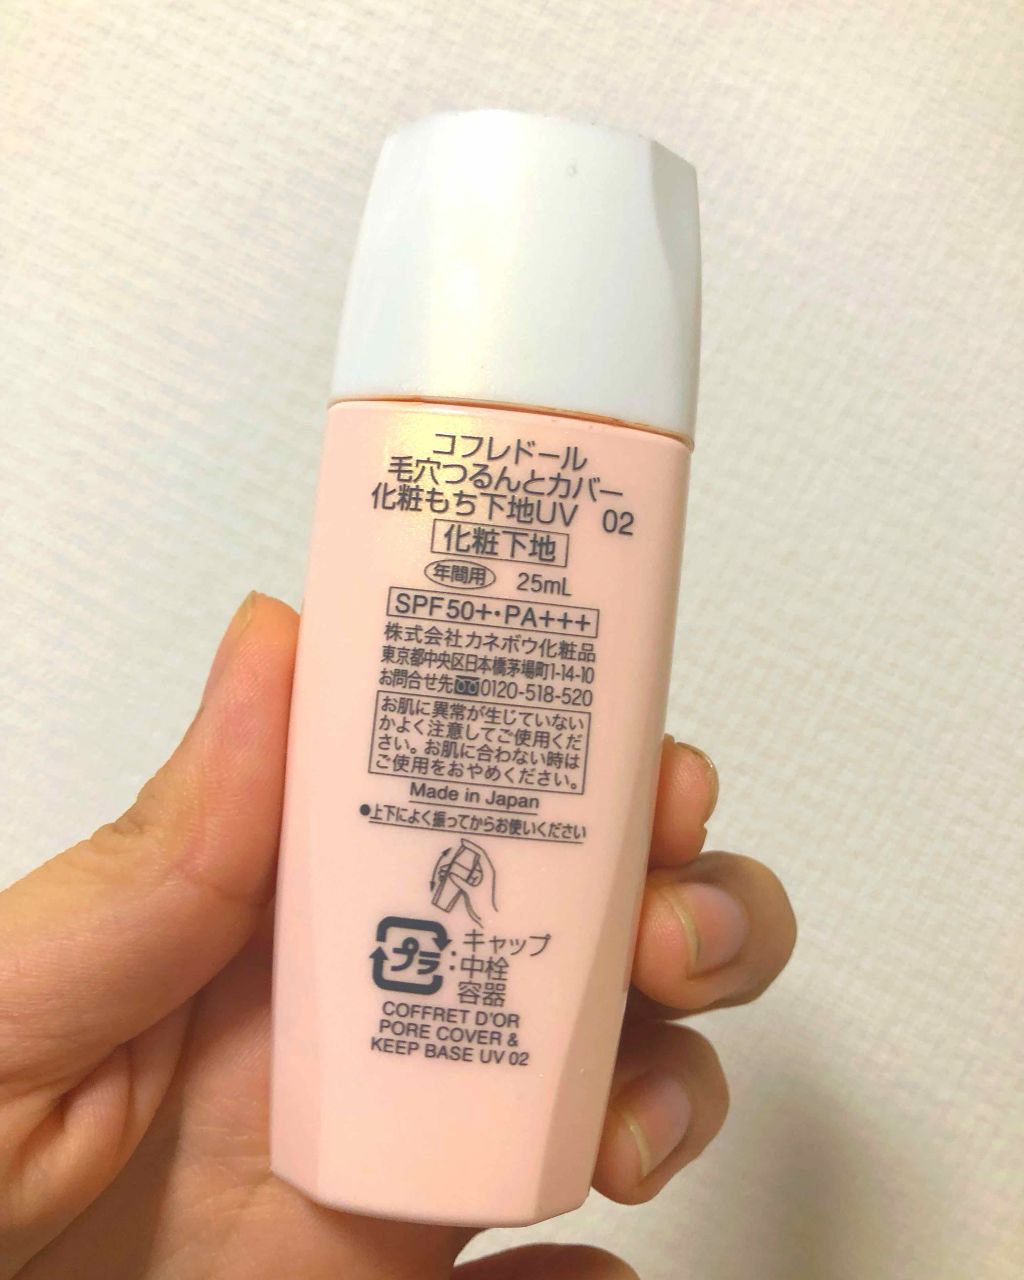 コフレドール
毛穴つるんとカバー
化粧もち下地UV 02
化粧下地
年間用 25mL
SPF50+・PA+++
株式会社カネボウ化粧品
東京都中央区日本橋茅場町1-14-10
お問合せ先 0120-518-520
お肌に異常が生じていない
かよく注意してご使用くだ
さい。お肌に合わない時は
ご使用をおやめください。
Made in Japan
●上下によく振ってからお使いください
プラ:キャップ
中栓
容器
COFFRET D'OR
PORE COVER &
KEEP BASE UV 02